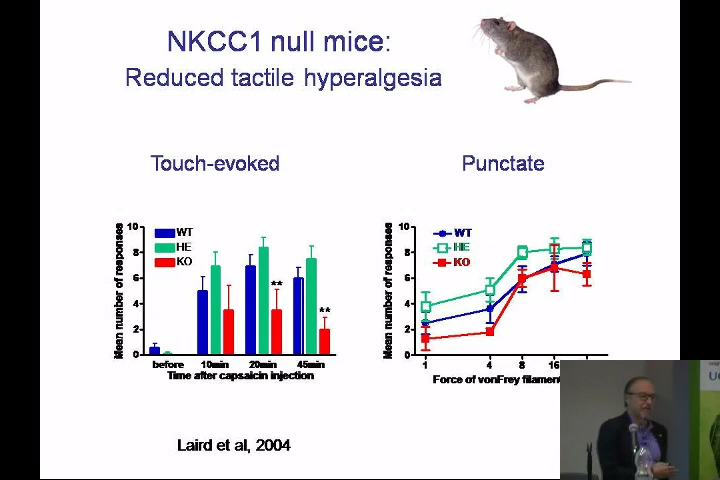 NKCC1 null mice:
Reduced tactile hyperalgesia
Touch-evoked
Punctate
Mean number of responses
10
8
6
4
2
0
WT
HE
KO
**
**
before 10min 20min 45min
Time after capsaicin injection
Mean number of responses
10
8
6
4
2
0
WT
HE
KO
1 4 8 16
Force of vonFrey filament
Laird et al, 2004